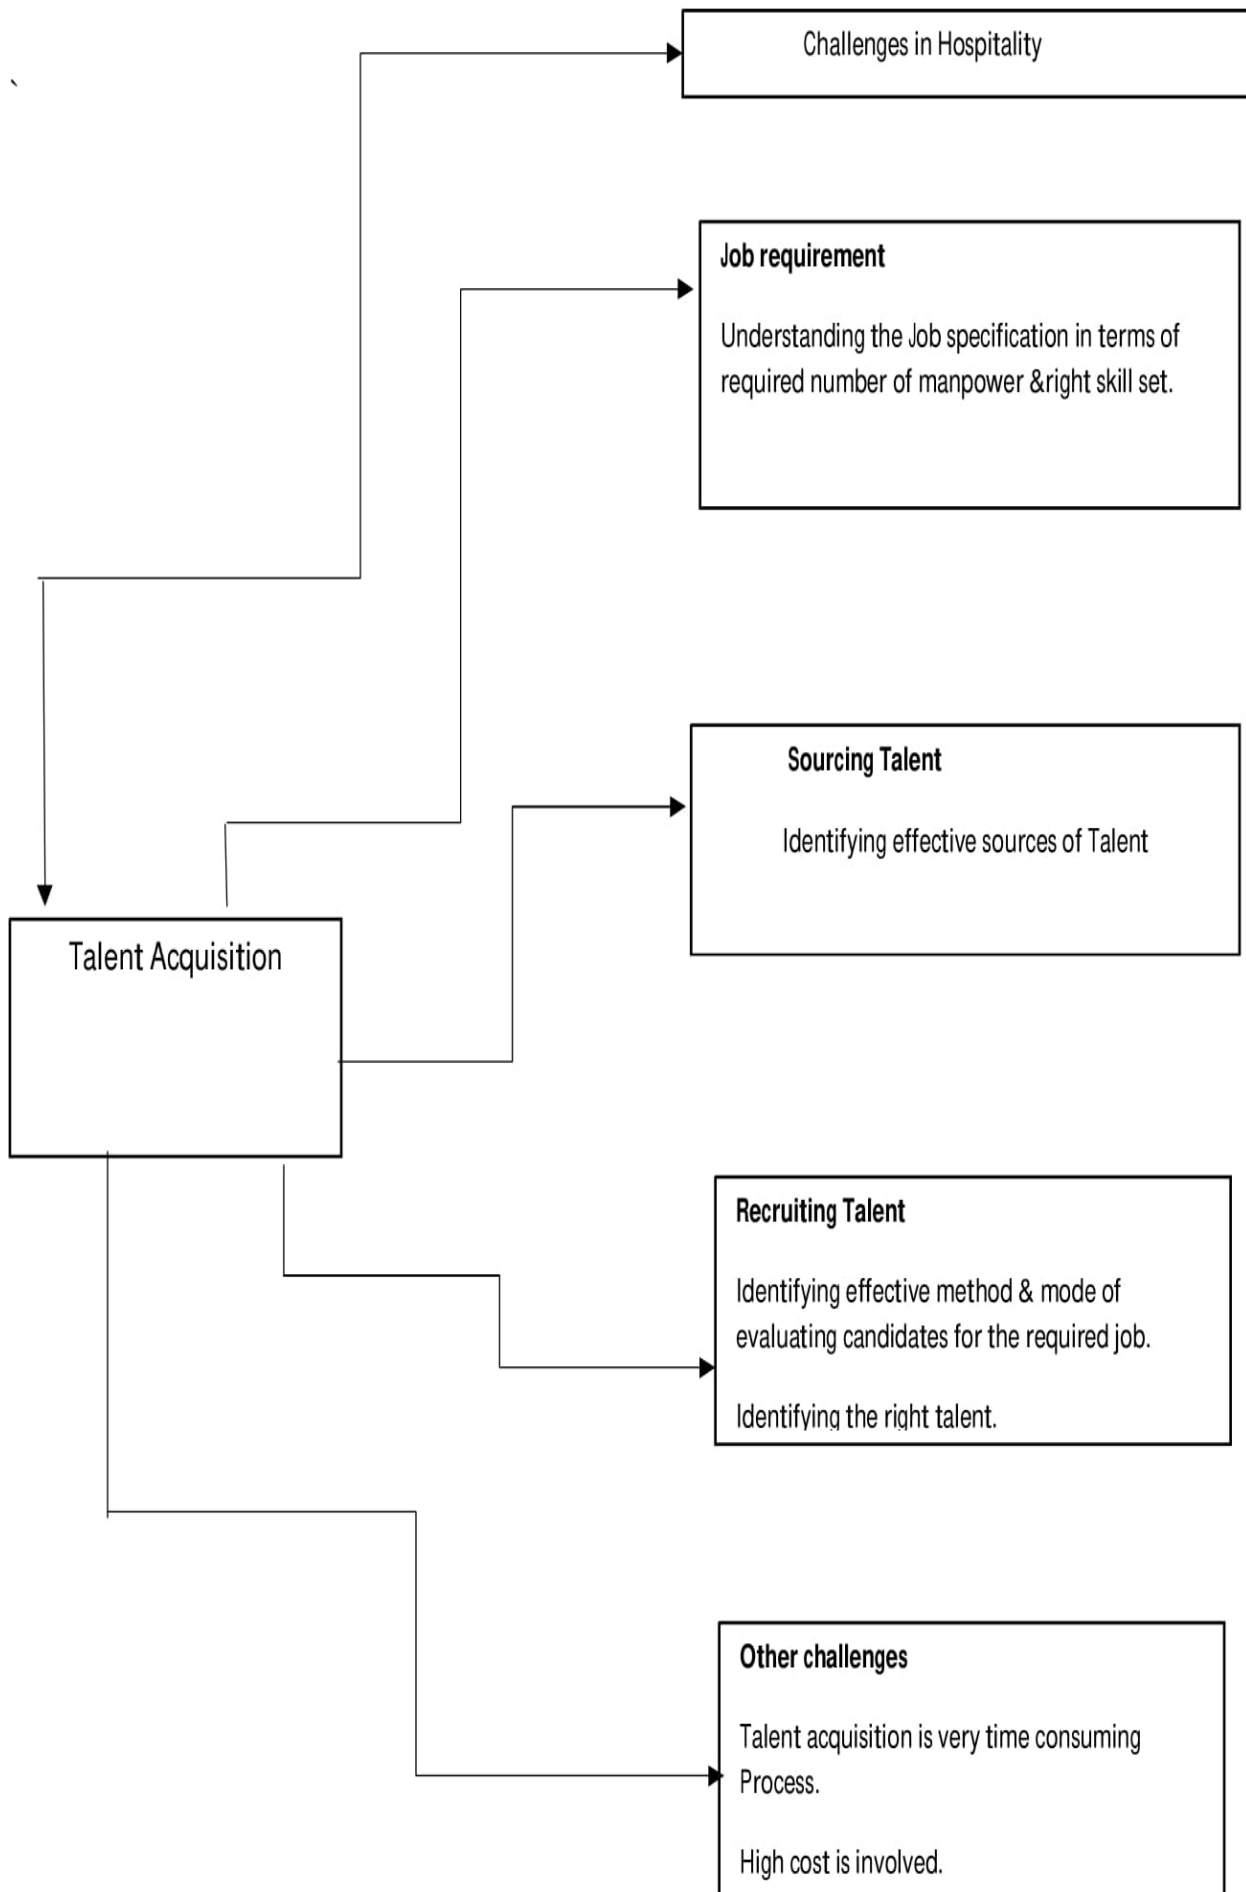 Challenges in Hospitality
`
Job requirement
Understanding the Job specification in terms of
required number of manpower &right skill set.
Sourcing Talent
Identifying effective sources of Talent
Talent Acquisition
Recruiting Talent
Identifying effective method & mode of
evaluating candidates for the required job.
Identifying the right talent.
Other challenges
Talent acquisition is very time consuming
Process.
High cost is involved.